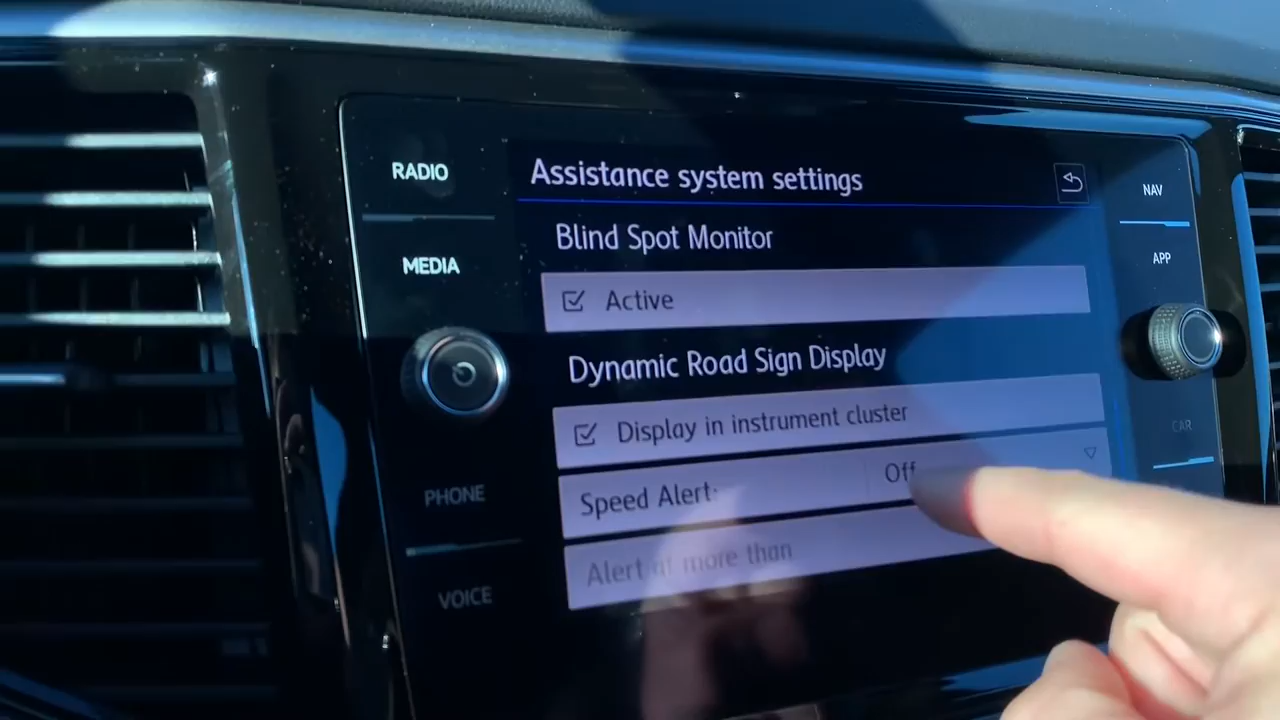 RADIO
MEDIA
PHONE
VOICE
Assistance system settings
Blind Spot Monitor
Active
Dynamic Road Sign Display
Display in instrument cluster
Speed Alert: Off
Alert at more than
NAV
APP
CAR